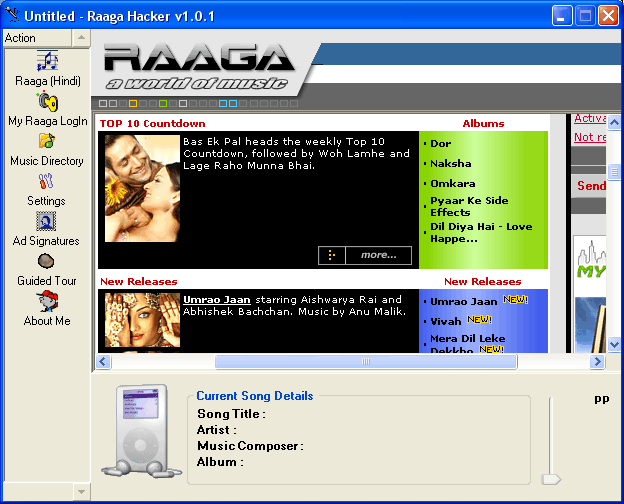 Untitled - Raaga Hacker v1.0.1
Action
Raaga (Hindi)
My Raaga LogIn
Music Directory
Settings
Ad Signatures
Guided Tour
About Me
RAAGA
a world of music
TOP 10 Countdown
Bas Ek Pal heads the weekly Top 10
Countdown, followed by Woh Lamhe and
Lage Raho Munna Bhai.
more...
Albums
Dor
Naksha
Omkara
Pyaar Ke Side
Effects
Dil Diya Hai - Love
Happe...
Activa
Not re
Send
MY
New Releases
Umrao Jaan starring Aishwarya Rai and
Abhishek Bachchan. Music by Anu Malik.
New Releases
Umrao Jaan NEW!
Vivah NEW!
Mera Dil Leke
Dekkho NEW!
Current Song Details
Song Title :
Artist :
Music Composer :
Album :
pp